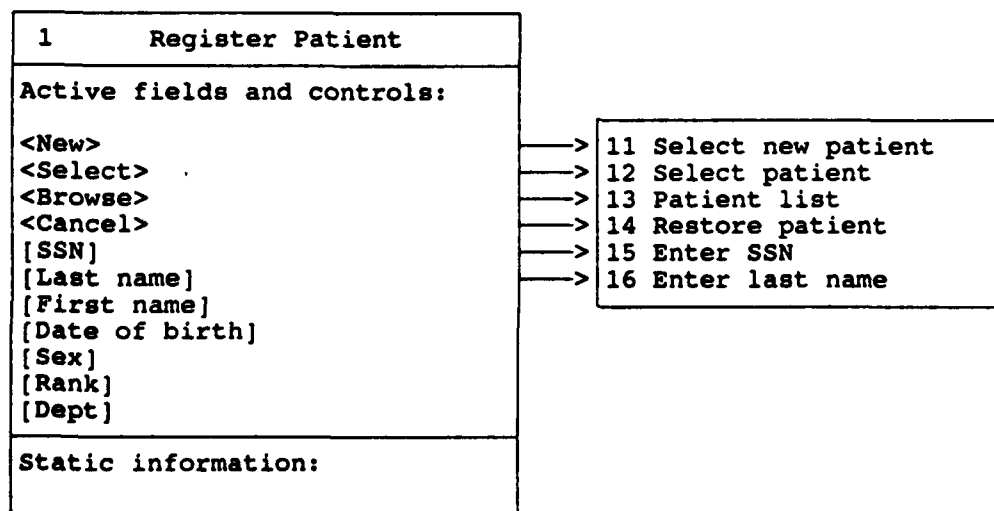 1 Register Patient
Active fields and controls:
<New>
<Select>
<Browse>
<Cancel>
[SSN]
[Last name]
[First name]
[Date of birth]
[Sex]
[Rank]
[Dept]
Static information:
11 Select new patient
12 Select patient
13 Patient list
14 Restore patient
15 Enter SSN
16 Enter last name